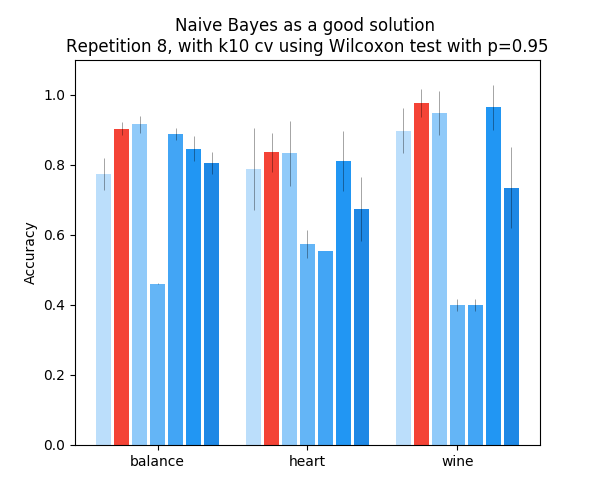 Naive Bayes as a good solution
Repetition 8, with k10 cv using Wilcoxon test with p=0.95
1.0
0.8
0.6
0.4
0.2
0.0
Accuracy
balance heart wine